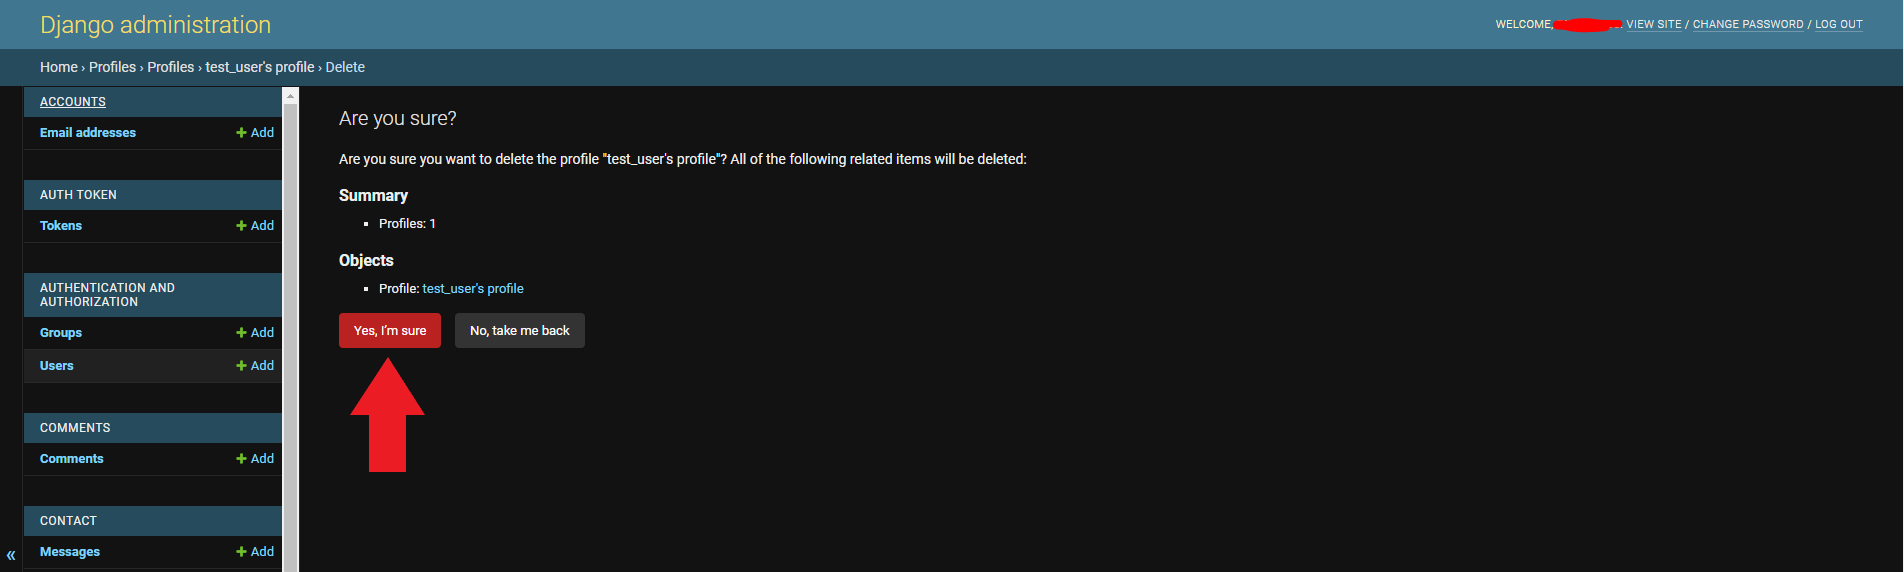 Django administration
WELCOME, VIEW SITE / CHANGE PASSWORD / LOG OUT
Home › Profiles › Profiles › test_user's profile › Delete
ACCOUNTS
Email addresses + Add
AUTH TOKEN
Tokens + Add
AUTHENTICATION AND
AUTHORIZATION
Groups + Add
Users + Add
COMMENTS
Comments + Add
CONTACT
Messages + Add
«
Are you sure?
Are you sure you want to delete the profile "test_user's profile"? All of the following related items will be deleted:
Summary
Profiles: 1
Objects
Profile: test_user's profile
Yes, I'm sure
No, take me back